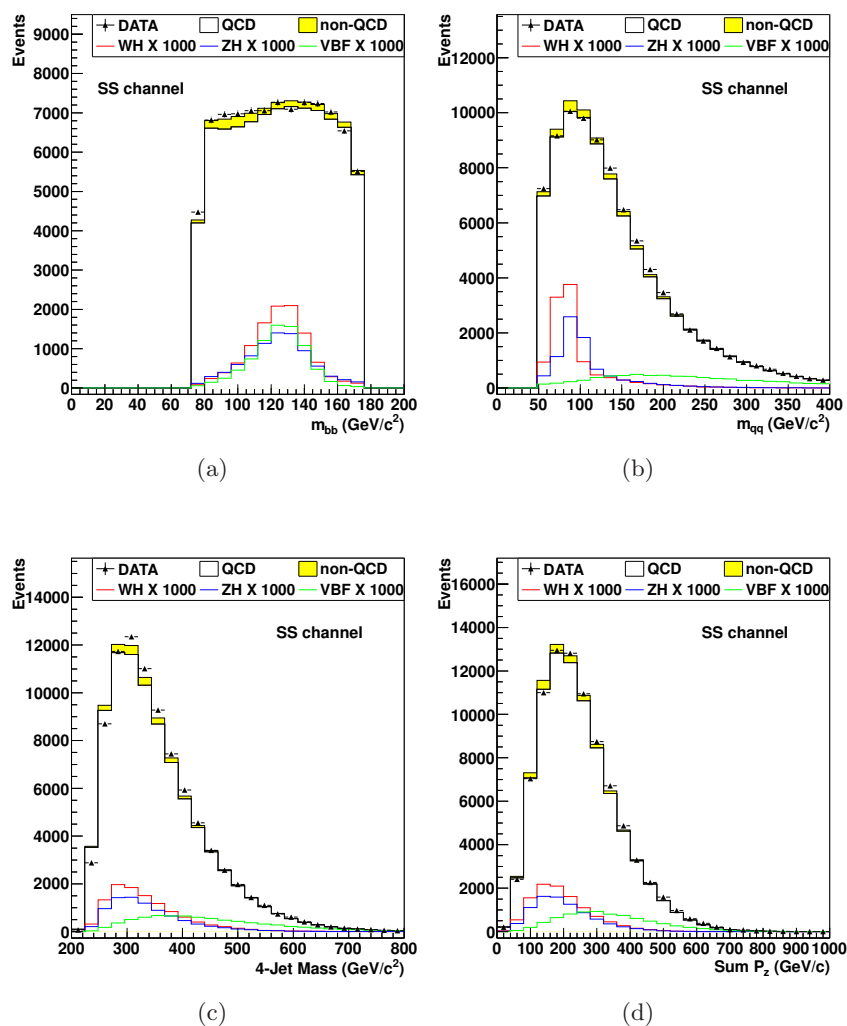 DATA QCD non-QCD
WH X 1000 ZH X 1000 VBF X 1000
SS channel
Events
9000
8000
7000
6000
5000
4000
3000
2000
1000
0
0 20 40 60 80 100 120 140 160 180 200
m_bb (GeV/c²)
(a)
DATA QCD non-QCD
WH X 1000 ZH X 1000 VBF X 1000
SS channel
Events
12000
10000
8000
6000
4000
2000
0
0 50 100 150 200 250 300 350 400
m_qq (GeV/c²)
(b)
DATA QCD non-QCD
WH X 1000 ZH X 1000 VBF X 1000
SS channel
Events
14000
12000
10000
8000
6000
4000
2000
0
200 300 400 500 600 700 800
4-Jet Mass (GeV/c²)
(c)
DATA QCD non-QCD
WH X 1000 ZH X 1000 VBF X 1000
SS channel
Events
16000
14000
12000
10000
8000
6000
4000
2000
0
0 100 200 300 400 500 600 700 800 900 1000
Sum P_z (GeV/c)
(d)